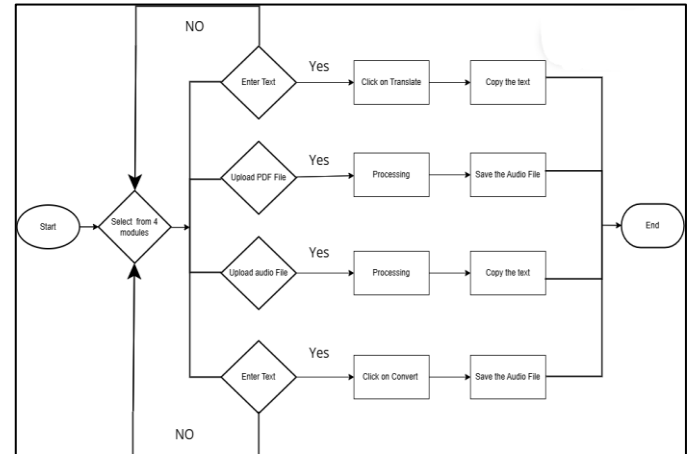 NO
Enter Text
Yes
Click on Translate
Copy the text
Upload PDF File
Yes
Processing
Save the Audio File
Start
Select from 4
modules
End
Upload audio File
Yes
Processing
Copy the text
Enter Text
Yes
Click on Convert
Save the Audio File
NO